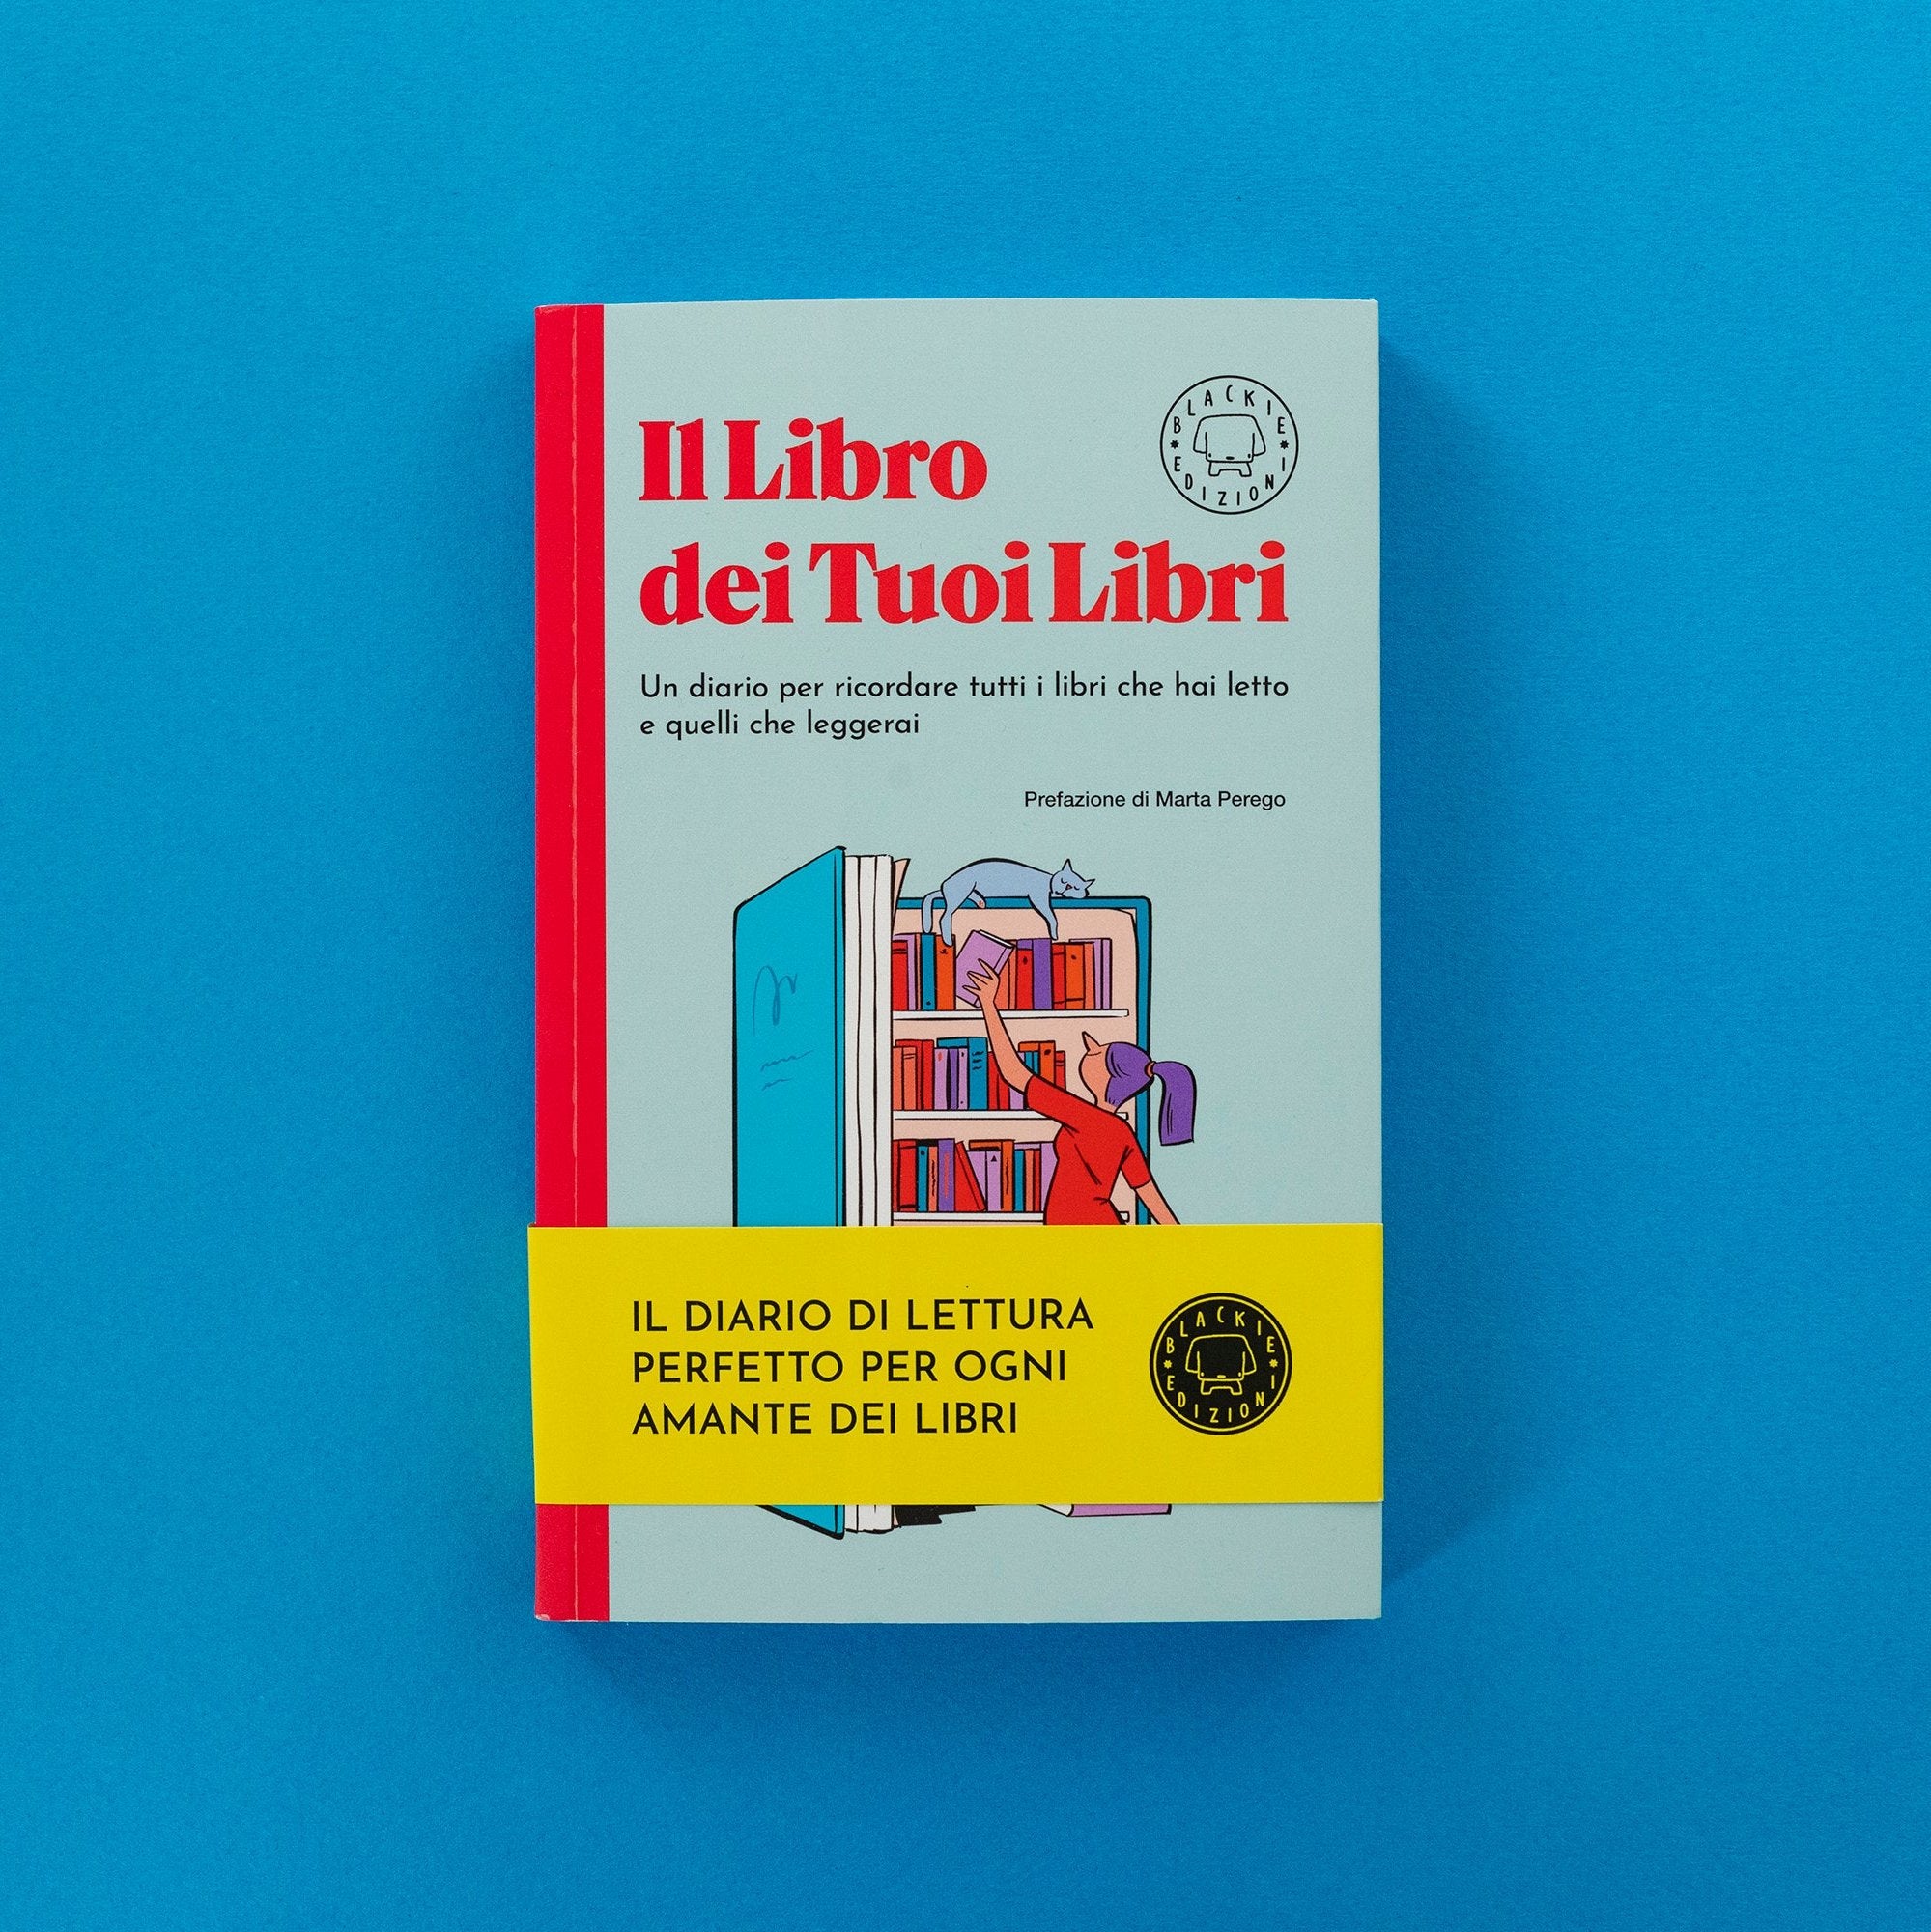 Il Libro
dei Tuoi Libri
BLACKIE
EDIZIONI
Un diario per ricordare tutti i libri che hai letto
e quelli che leggerai
Prefazione di Marta Perego
IL DIARIO DI LETTURA
PERFETTO PER OGNI
AMANTE DEI LIBRI
BLACKIE
EDIZIONI